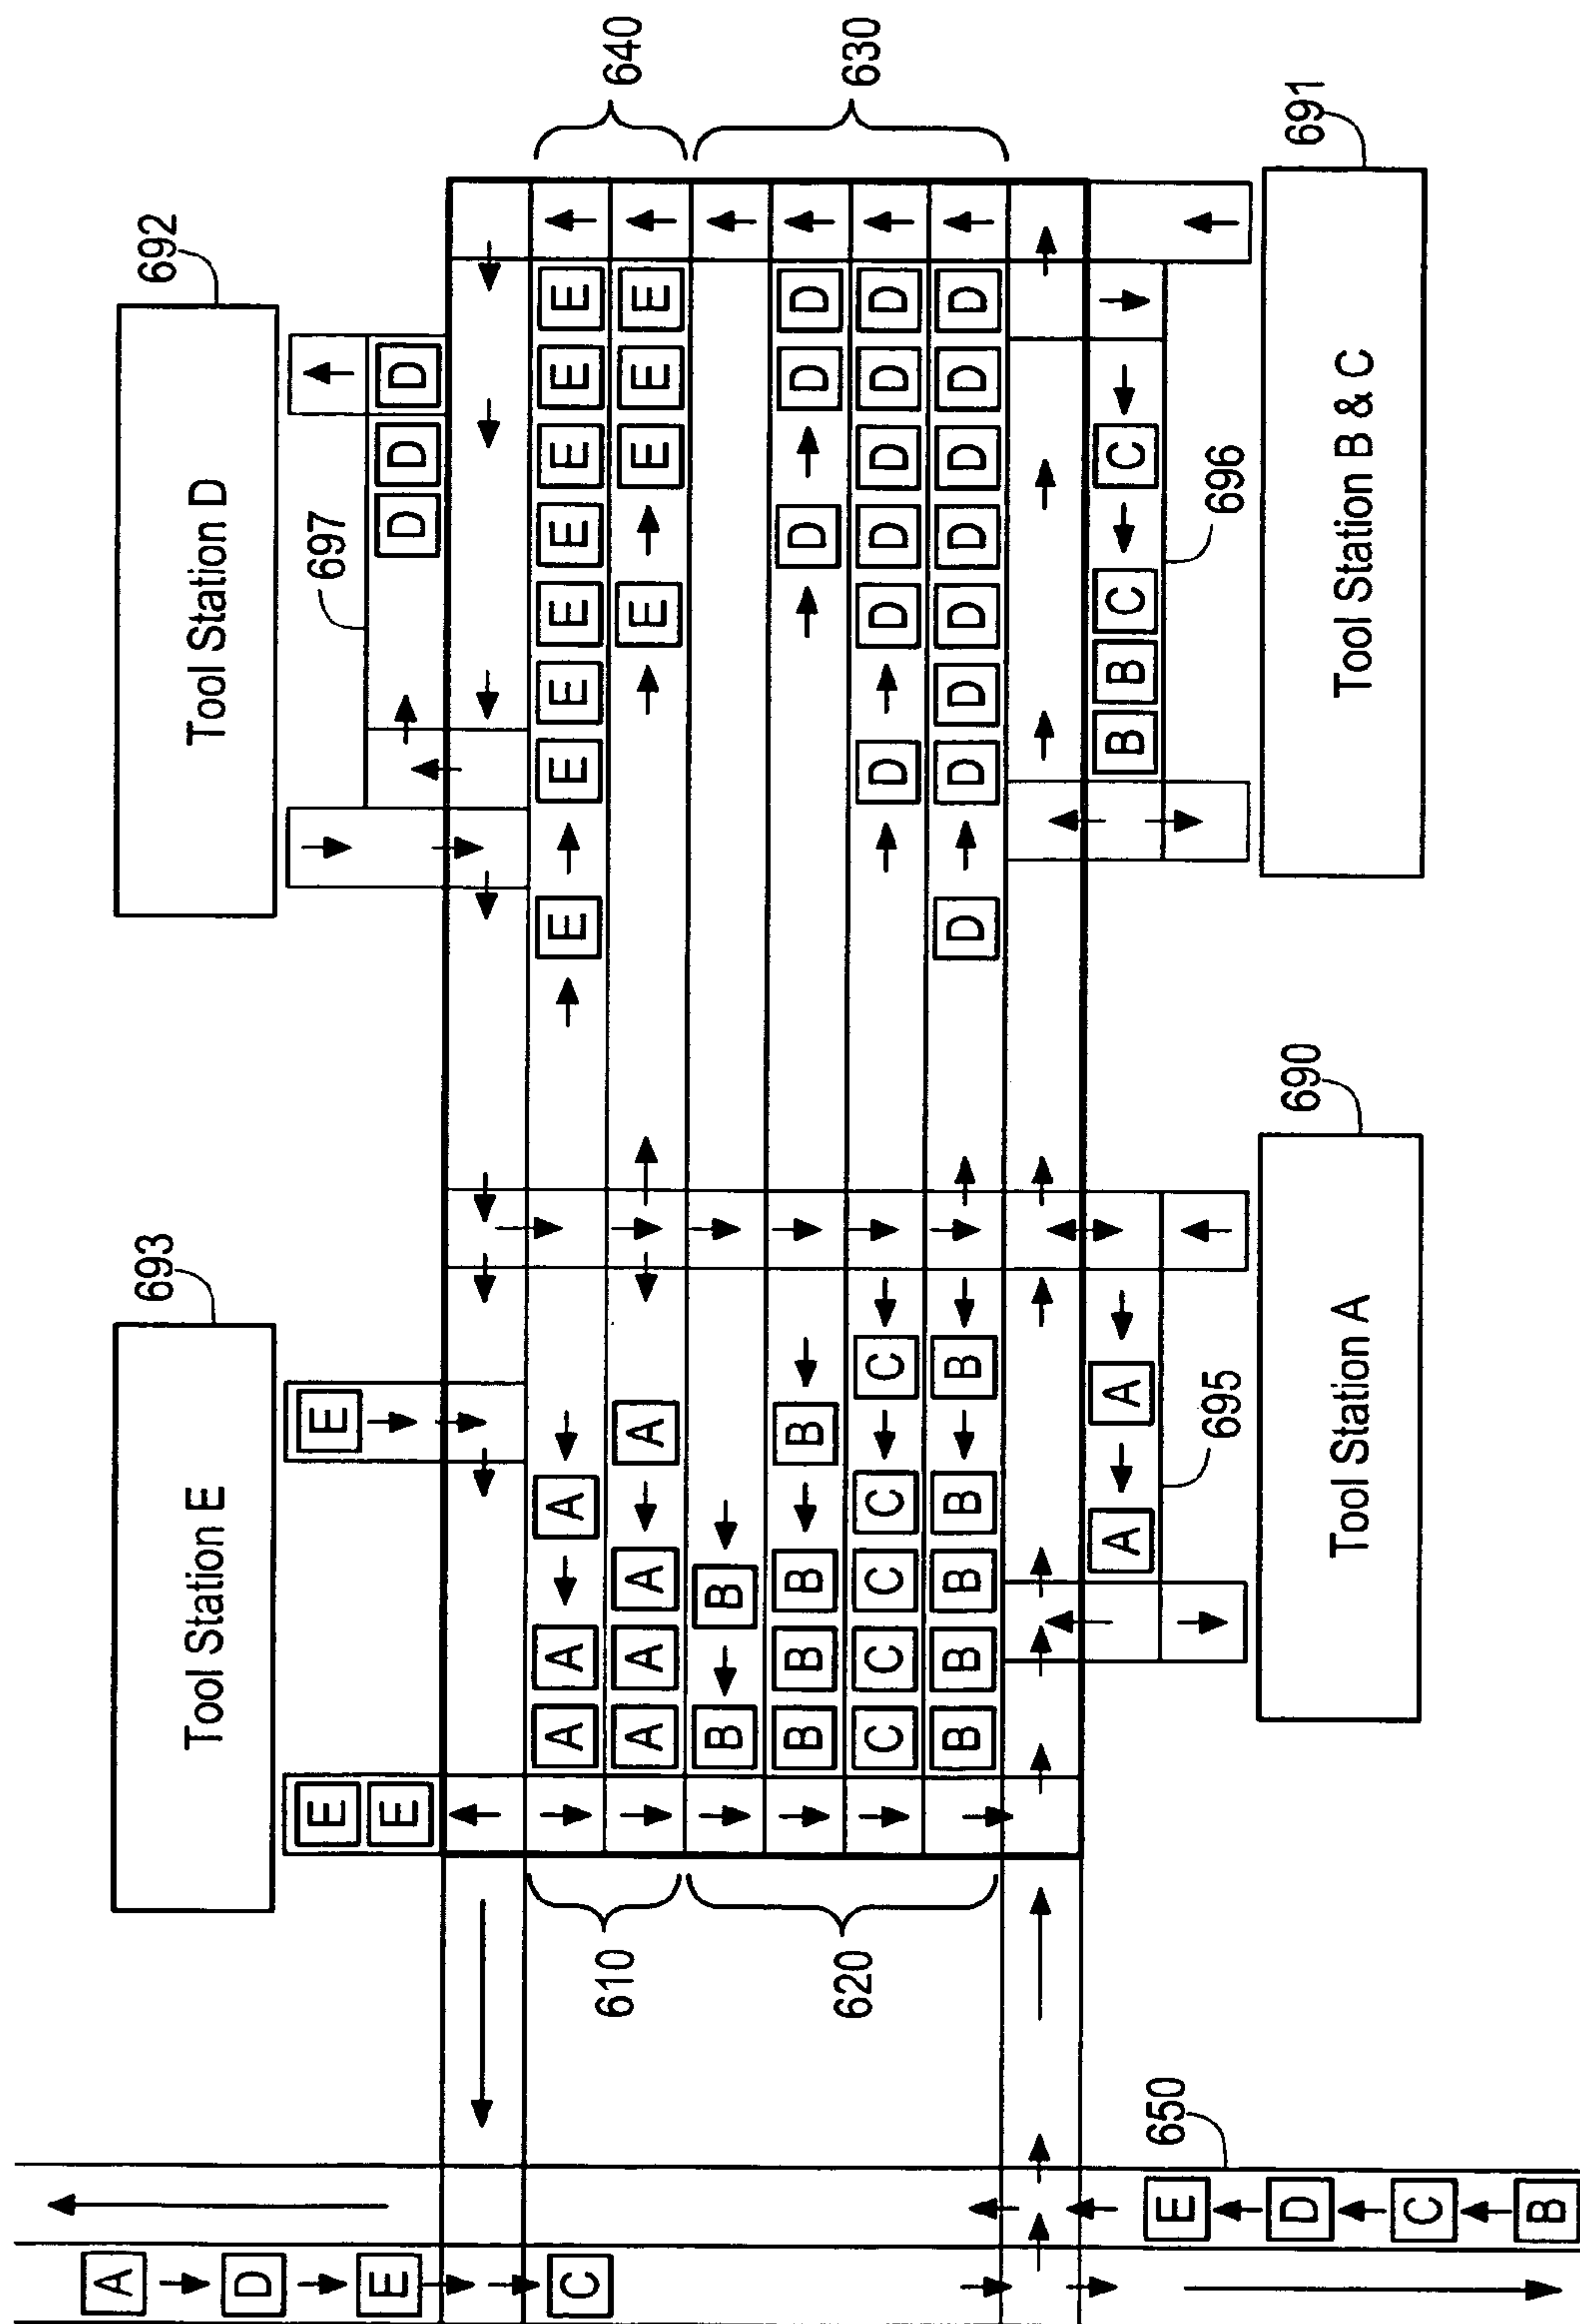 A
693
692
Tool Station E
Tool Station D
D
E E
697
E E
D D D
C
A A A
E E E E E E E E
610
640
A A A A
E E E E
B B
B B B B
D D D
620
630
C C C C C
D D D D D D
B B B B B
D D D D D D D D
A A
B B C C
E
650
695
696
D
690
691
Tool Station A
Tool Station B & C
C
B